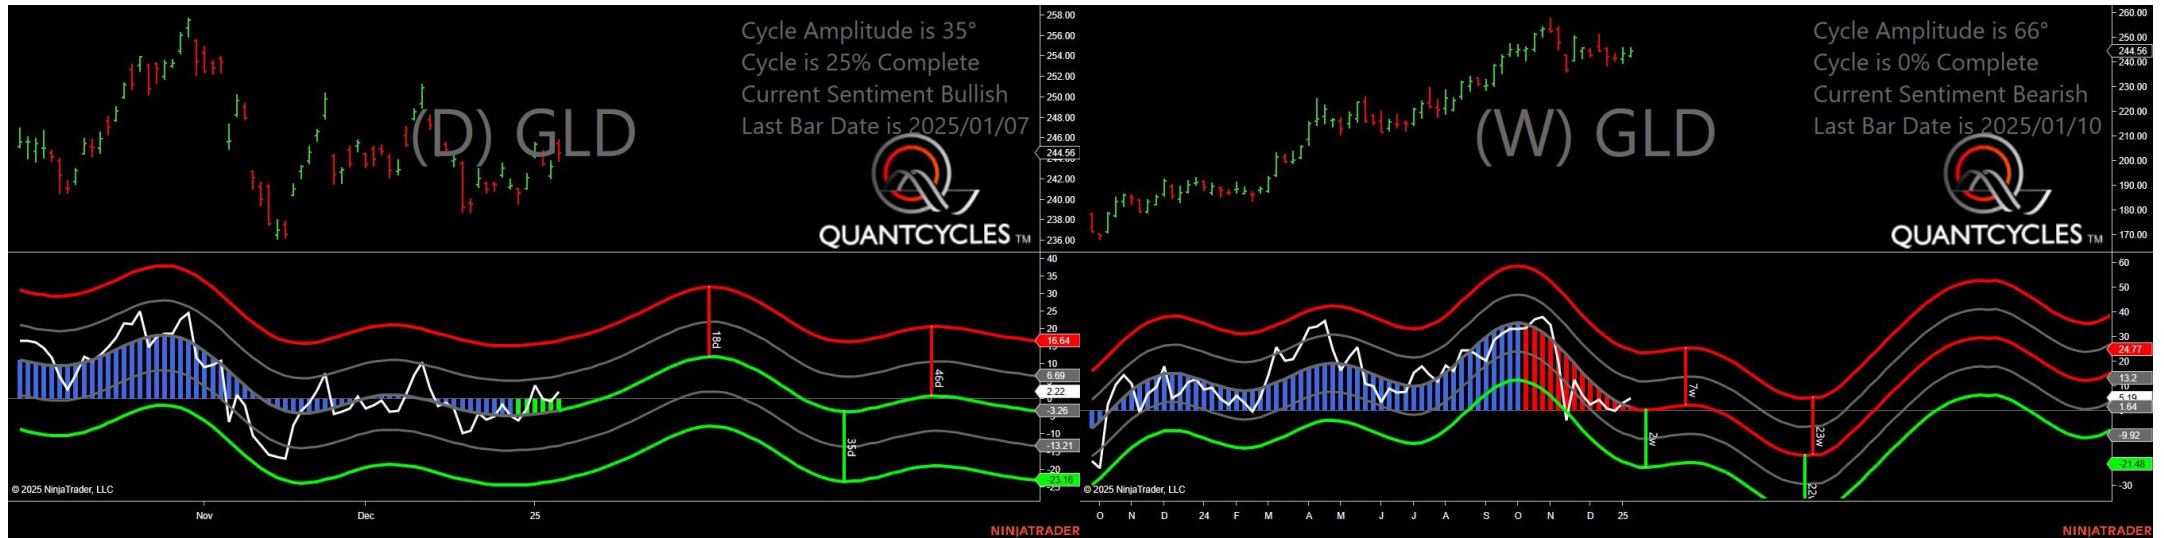 Cycle Amplitude is 35°
Cycle is 25% Complete
Current Sentiment Bullish
Last Bar Date is 2025/01/07
(D) GLD
QUANTCYCLES TM
258.00
256.00
254.00
252.00
250.00
248.00
246.00
244.56
242.00
240.00
238.00
236.00
40
35
30
25
20
16.64
10
6.69
2.22
-3.26
-10
-13.21
-20
-23.16
18d
46d
35d
© 2025 NinjaTrader, LLC
Nov
Dec
25
NINJATRADER
Cycle Amplitude is 66°
Cycle is 0% Complete
Current Sentiment Bearish
Last Bar Date is 2025/01/10
(W) GLD
QUANTCYCLES TM
260.00
250.00
244.56
240.00
230.00
220.00
210.00
200.00
190.00
180.00
170.00
60
50
40
30
24.77
20
13.2
10
5.19
1.64
-9.92
-21.48
-30
7w
2w
23w
© 2025 NinjaTrader, LLC
O N D 24 F M A M J J A S O N D 25
NINJATRADER